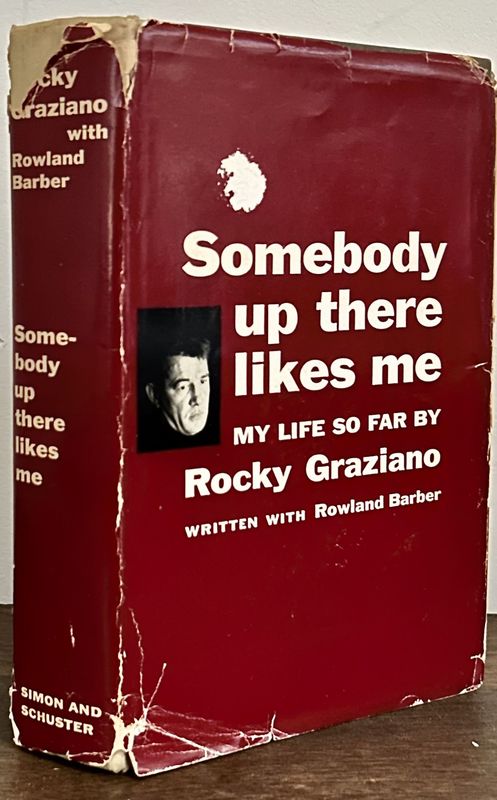 Graziano
with
Rowland
Barber
Some-
body
up
there
likes
me
SIMON AND
SCHUSTER
Somebody
up there
likes me
MY LIFE SO FAR BY
Rocky Graziano
WRITTEN WITH Rowland Barber